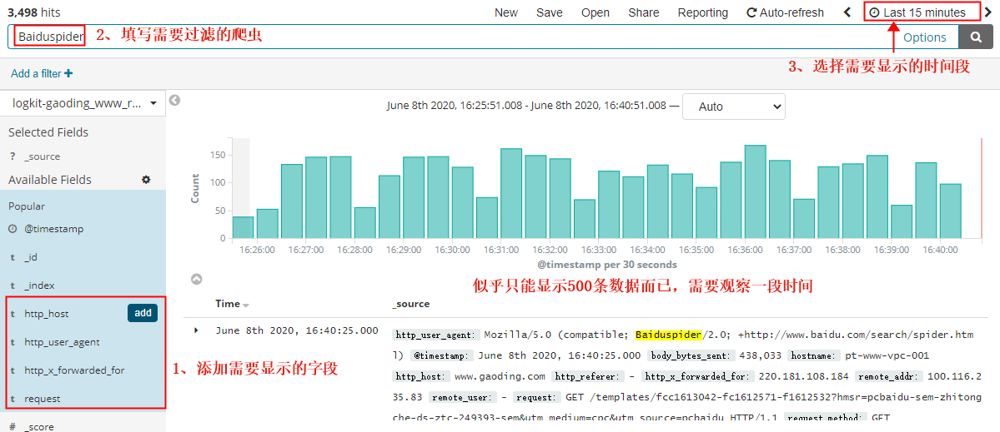 3,498 hits
New Save Open Share Reporting Auto-refresh Last 15 minutes
Baiduspider 2、填写需要过滤的爬虫 Options
3、选择需要显示的时间段
Add a filter
logkit-gaoding_www_r...
June 8th 2020, 16:25:51.008 - June 8th 2020, 16:40:51.008 — Auto
Selected Fields
? _source
Available Fields
Popular
@timestamp
t _id
t _index
t http_host add
t http_user_agent
t http_x_forwarded_for
t request
# _score
1、添加需要显示的字段
Count
150
100
50
0
16:26:00 16:27:00 16:28:00 16:29:00 16:30:00 16:31:00 16:32:00 16:33:00 16:34:00 16:35:00 16:36:00 16:37:00 16:38:00 16:39:00 16:40:00
@timestamp per 30 seconds
似乎只能显示500条数据而已，需要观察一段时间
Time _source
June 8th 2020, 16:40:25.000
http_user_agent: Mozilla/5.0 (compatible; Baiduspider/2.0; +http://www.baidu.com/search/spider.htm
l) @timestamp: June 8th 2020, 16:40:25.000 body_bytes_sent: 438,033 hostname: pt-www-vpc-001
http_host: www.gaoding.com http_referer: - http_x_forwarded_for: 220.181.108.184 remote_addr: 100.116.2
35.83 remote_user: - request: GET /templates/fcc1613042-fc1612571-f1612532?hmsr=pcbaidu-sem-zhitong
che-ds-ztc-249393-sem&utm_medium=cpc&utm_source=pcbaidu HTTP/1.1 request_method: GET